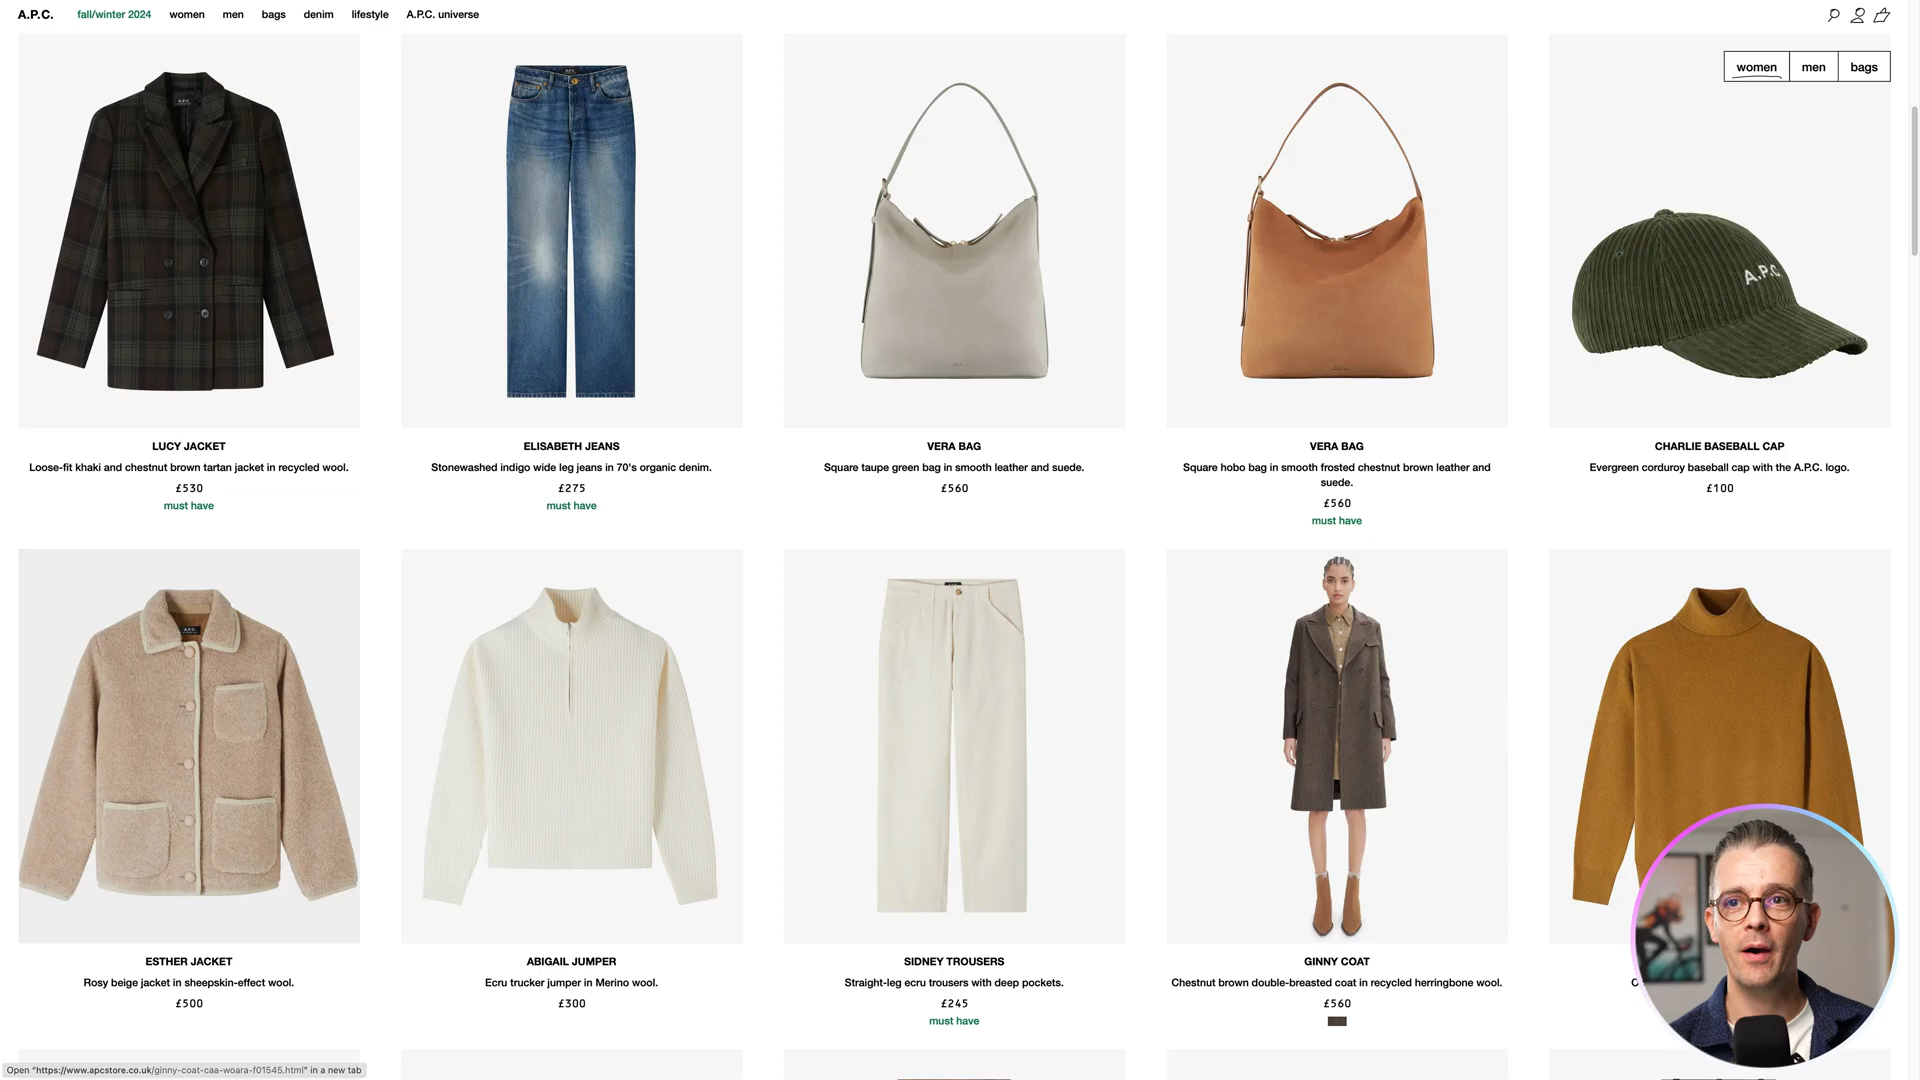 A.P.C. fall/winter 2024 women men bags denim lifestyle A.P.C. universe
women men bags
A.P.C.
LUCY JACKET
Loose-fit khaki and chestnut brown tartan jacket in recycled wool.
£530
must have
ELISABETH JEANS
Stonewashed indigo wide leg jeans in 70's organic denim.
£275
must have
VERA BAG
Square taupe green bag in smooth leather and suede.
£560
VERA BAG
Square hobo bag in smooth frosted chestnut brown leather and
suede.
£560
must have
A.P.C.
CHARLIE BASEBALL CAP
Evergreen corduroy baseball cap with the A.P.C. logo.
£100
A.P.C.
ESTHER JACKET
Rosy beige jacket in sheepskin-effect wool.
£500
ABIGAIL JUMPER
Ecru trucker jumper in Merino wool.
£300
SIDNEY TROUSERS
Straight-leg ecru trousers with deep pockets.
£245
must have
GINNY COAT
Chestnut brown double-breasted coat in recycled herringbone wool.
£560
Open "https://www.apcstore.co.uk/ginny-coat-caa-woara-f01545.html" in a new tab